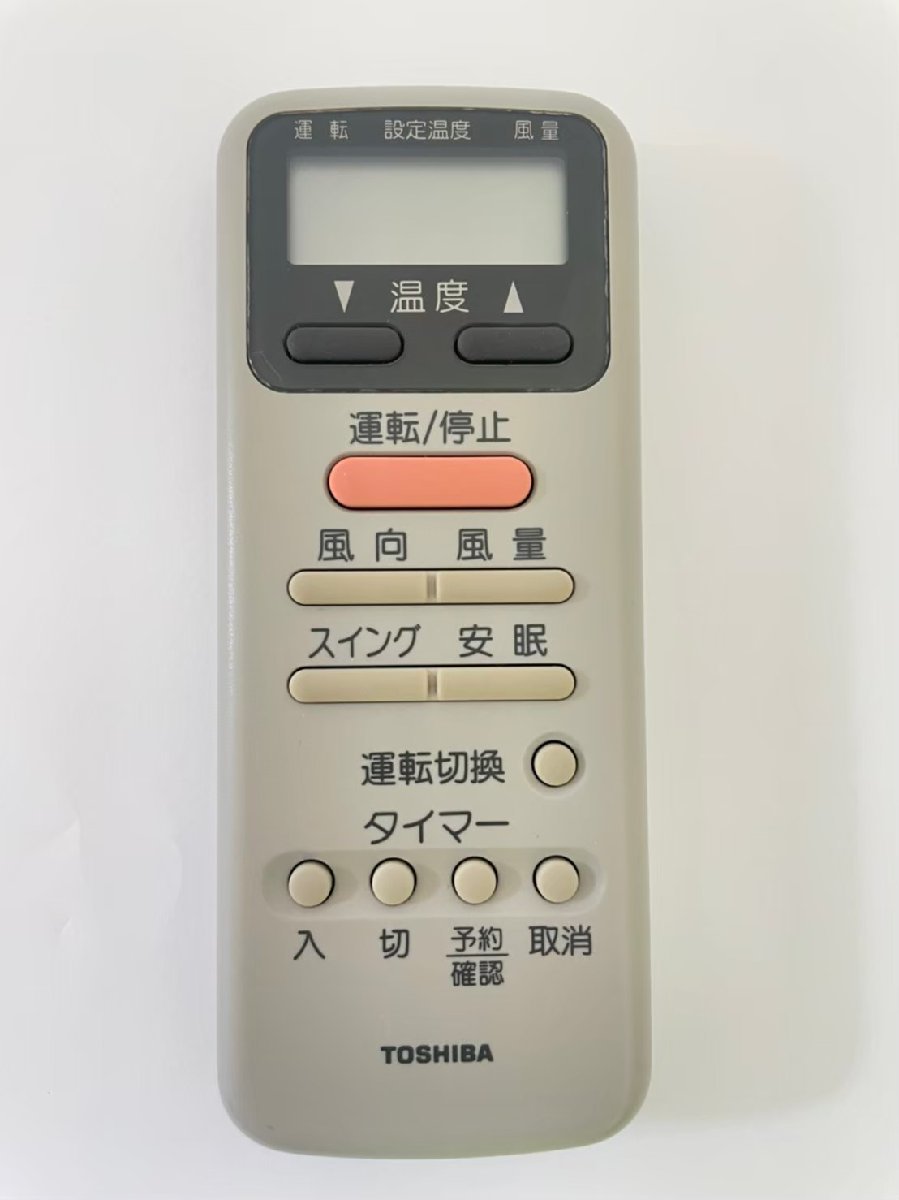 運転 設定温度 風量
▼ 温度 ▲
運転/停止
風向 風量
スイング 安眠
運転切換
タイマー
入 切 予約 取消
確認
TOSHIBA